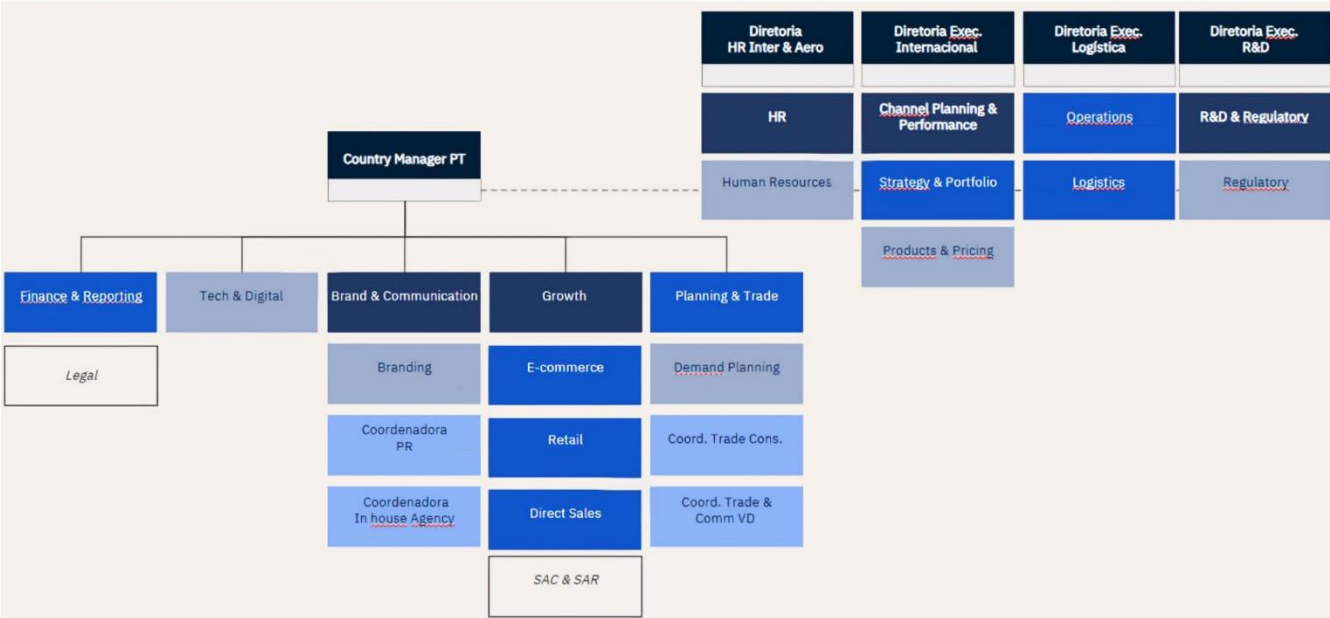 Diretoria
HR Inter & Aero
Diretoria Exec.
Internacional
Diretoria Exec.
Logística
Diretoria Exec.
R&D
HR
Channel Planning &
Performance
Operations
R&D & Regulatory
Country Manager PT
Human Resources
Strategy & Portfolio
Logistics
Regulatory
Products & Pricing
Finance & Reporting
Tech & Digital
Brand & Communication
Growth
Planning & Trade
Legal
Branding
E-commerce
Demand Planning
Coordenadora
PR
Retail
Coord. Trade Cons.
Coordenadora
In house Agency
Direct Sales
Coord. Trade &
Comm VD
SAC & SAR